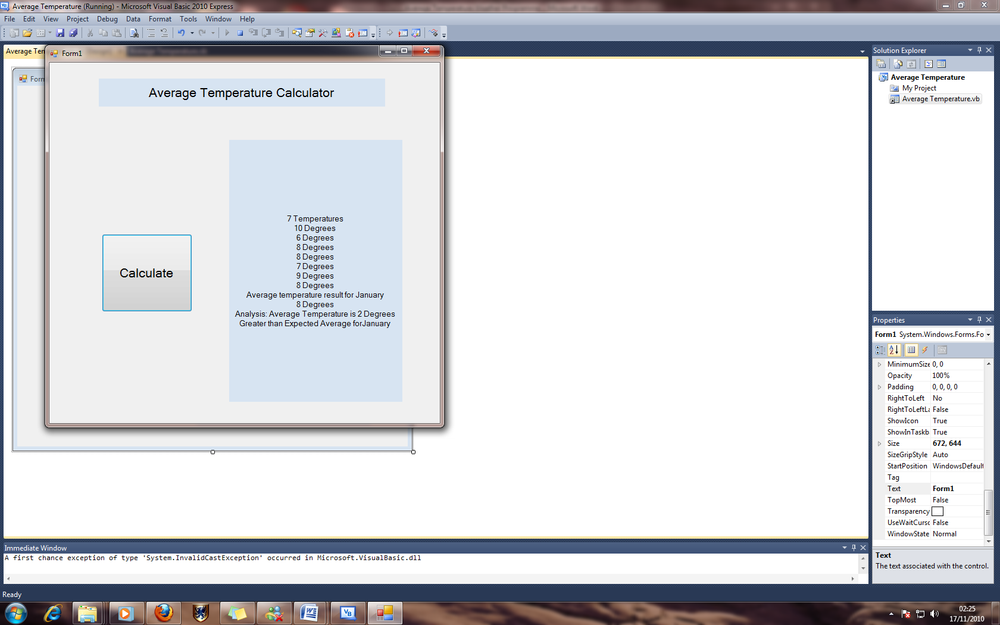 Average Temperature (Running) - Microsoft Visual Basic 2010 Express
File Edit View Project Debug Data Format Tools Window Help
Average Ten
Form1
Form
Average Temperature Calculator
Calculate
7 Temperatures
10 Degrees
6 Degrees
8 Degrees
8 Degrees
7 Degrees
9 Degrees
8 Degrees
Average temperature result for January
8 Degrees
Analysis: Average Temperature is 2 Degrees
Greater than Expected Average forJanuary
Solution Explorer
Average Temperature
My Project
Average Temperature.vb
Properties
Form1 System.Windows.Forms.Fo
MinimumSize 0, 0
Opacity 100%
Padding 0, 0, 0, 0
RightToLeft No
RightToLeftLa False
ShowIcon True
ShowInTaskb True
Size 672, 644
SizeGripStyle Auto
StartPosition WindowsDefault
Tag
Text Form1
TopMost False
Transparency
UseWaitCurso False
WindowState Normal
Text
The text associated with the control.
Immediate Window
A first chance exception of type 'System.InvalidCastException' occurred in Microsoft.VisualBasic.dll
Ready
02:25
17/11/2010